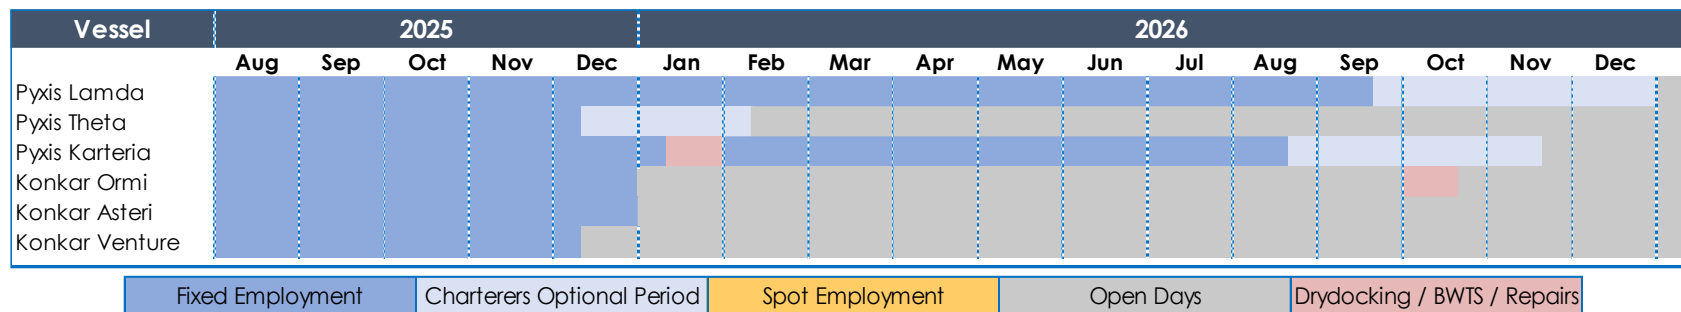 Vessel 2025 2026
Aug Sep Oct Nov Dec Jan Feb Mar Apr May Jun Jul Aug Sep Oct Nov Dec
Pyxis Lamda
Pyxis Theta
Pyxis Karteria
Konkar Ormi
Konkar Asteri
Konkar Venture
Fixed Employment Charterers Optional Period Spot Employment Open Days Drydocking / BWTS / Repairs